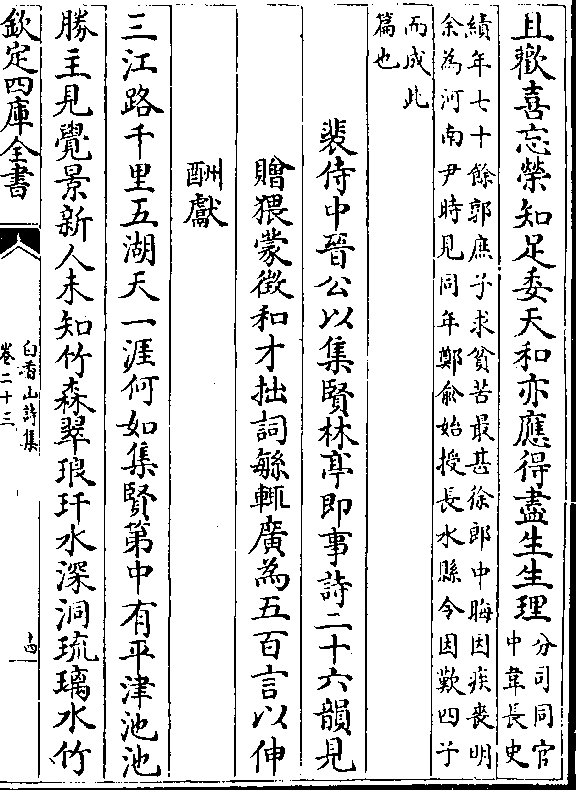 且歡喜忘榮知足委天和亦應得盡生生理分司同官
中韋長史
績年七十餘郭庶子求貧苦最甚徐郎中晦因疾喪明
余為河南尹時見同年鄭俞始授長水縣令因歎四子
而成此
篇也
裴侍中晉公以集賢林亭即事詩二十六韻見
贈猥蒙徵和才拙詞繇輒廣為五百言以伸
酬獻
三江路千里五湖天一涯何如集賢第中有平津池池
勝主見覺景新人未知竹森翠琅玕水深洞琉璃水竹
欽定四庫全書
白香山詩集
卷二十三
十四